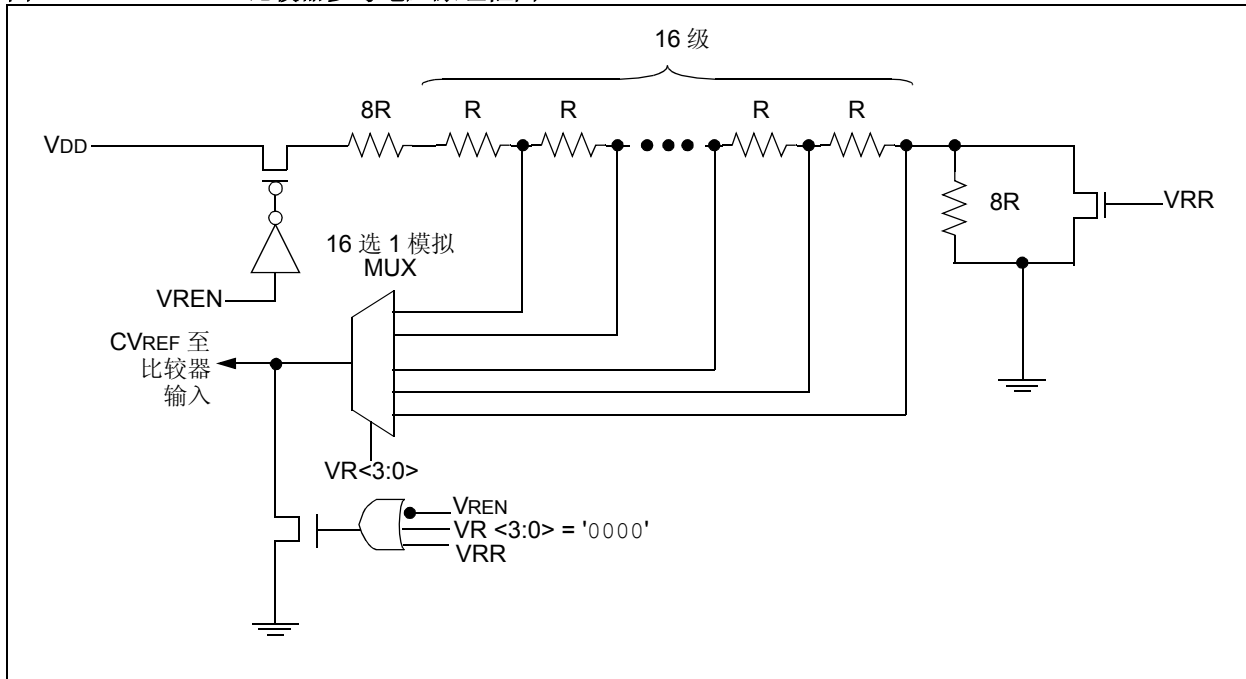 16 级
8R
R
R
R
R
VDD
8R
VRR
16 选 1 模拟
MUX
VREN
CVREF 至
比较器
输入
VR<3:0>
VREN
VR <3:0> = '0000'
VRR